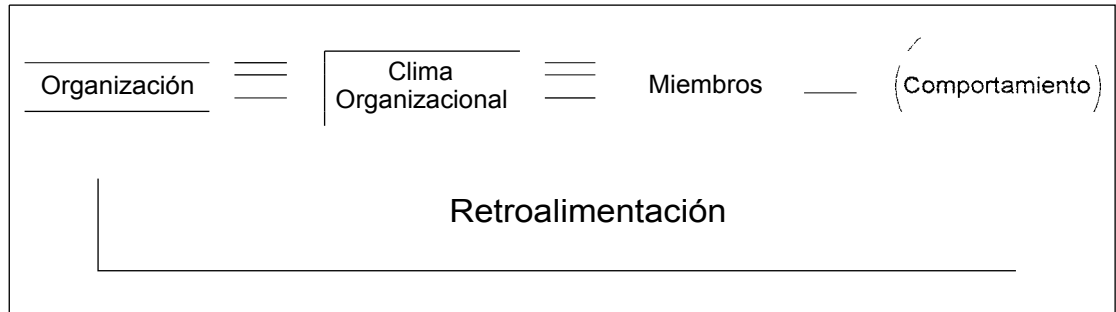 Organización
Clima
Organizacional
Miembros
(Comportamiento)
Retroalimentación